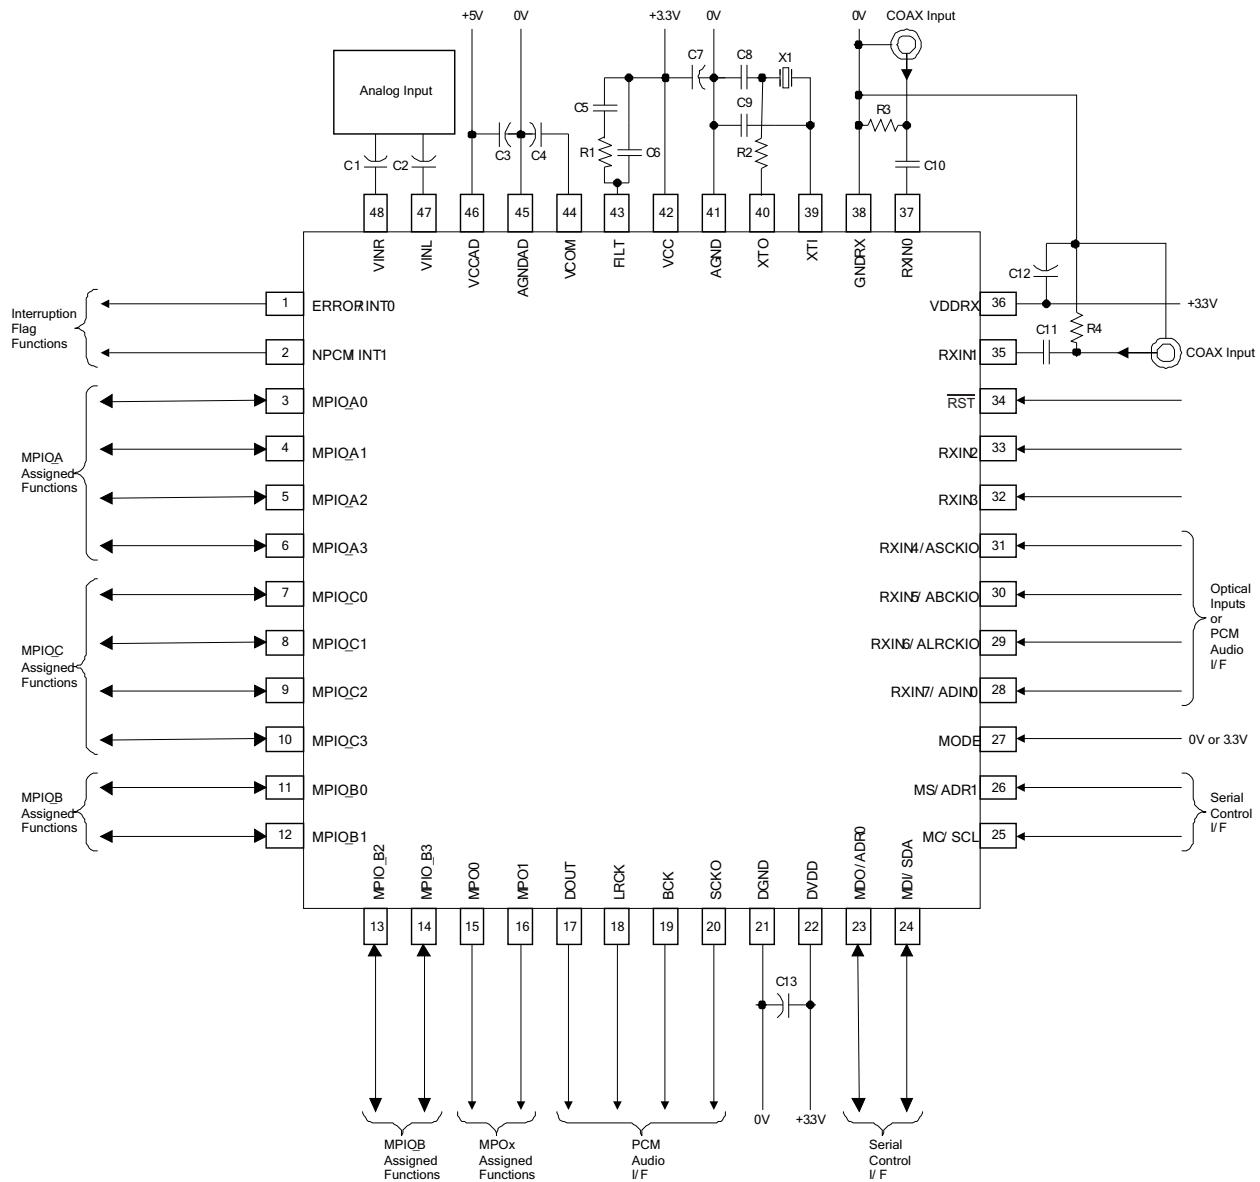 +5V
0V
+3.3V
0V
0V
COAX Input
Analog Input
C7
C8
X1
C5
C9
R3
C1
C2
C3
C4
R1
C6
R2
C10
48
47
46
45
44
43
42
41
40
39
38
37
VINR
VINL
VCCAD
AGNDAD
VCOM
FILT
VCC
AGND
XTO
XTI
GNDRX
RXIN0
C12
Interruption
Flag
Functions
1
ERROR/INT0
2
NPCM/INT1
VDDRX
36
+3.3V
C11
R4
RXIN1
35
COAX Input
MPIO_A
Assigned
Functions
3
MPIO_A0
4
MPIO_A1
5
MPIO_A2
6
MPIO_A3
RST
34
RXIN2
33
RXIN3
32
RXIN4/ASCKIO
31
MPIO_C
Assigned
Functions
7
MPIO_C0
8
MPIO_C1
9
MPIO_C2
10
MPIO_C3
RXIN5/ABCKIO
30
RXIN6/ALRCKIO
29
RXIN7/ADIN0
28
Optical
Inputs
or
PCM
Audio
I/F
MODE
27
0V or 3.3V
MPIO_B
Assigned
Functions
11
MPIO_B0
12
MPIO_B1
MS/ADR1
26
MC/SCL
25
Serial
Control
I/F
MPIO_B2
MPIO_B3
MPO0
MPO1
DOUT
LRCK
BCK
SCKO
DGND
DVDD
MDO/ADR0
MDI/SDA
13
14
15
16
17
18
19
20
21
22
23
24
C13
0V
+3.3V
MPIO_B
Assigned
Functions
MPOx
Assigned
Functions
PCM
Audio
I/F
Serial
Control
I/F